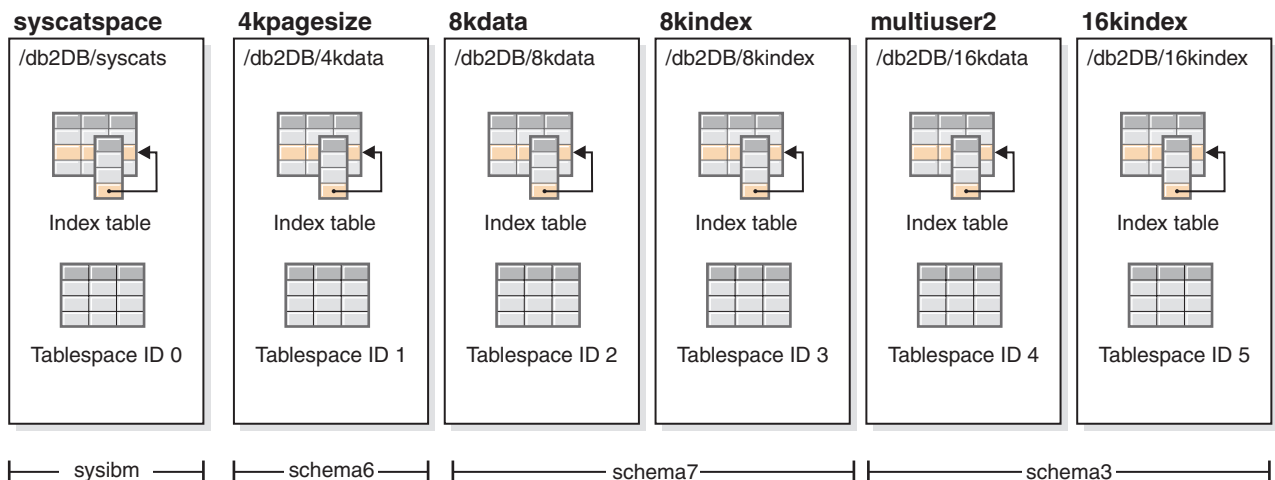 syscatspace 4kpagesize 8kdata 8kindex multiuser2 16kindex
/db2DB/syscats /db2DB/4kdata /db2DB/8kdata /db2DB/8kindex /db2DB/16kdata /db2DB/16kindex
Index table Index table Index table Index table Index table Index table
Tablespace ID 0 Tablespace ID 1 Tablespace ID 2 Tablespace ID 3 Tablespace ID 4 Tablespace ID 5
sysibm schema6 schema7 schema3